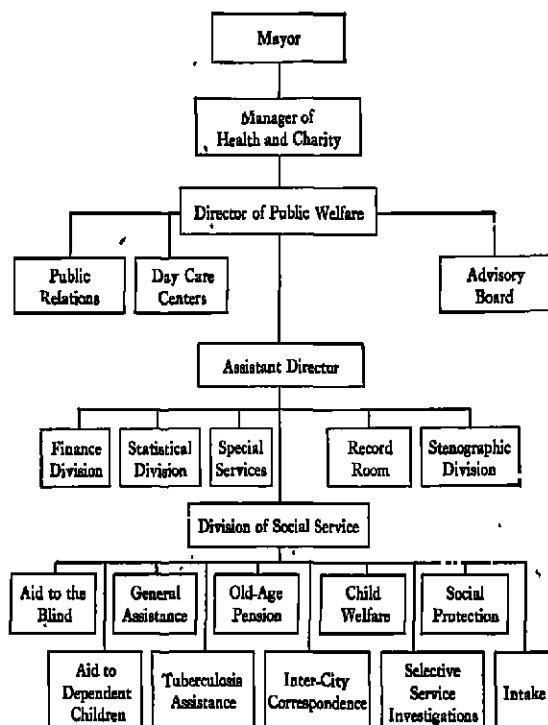 Mayor
Manager of
Health and Charity
Director of Public Welfare
Public
Relations
Day Care
Centers
Advisory
Board
Assistant Director
Finance
Division
Statistical
Division
Special
Services
Record
Room
Stenographic
Division
Division of Social Service
Aid to the
Blind
General
Assistance
Old-Age
Pension
Child
Welfare
Social
Protection
Aid to
Dependent
Children
Tuberculosis
Assistance
Inter-City
Correspondence
Selective
Service
Investigations
Intake